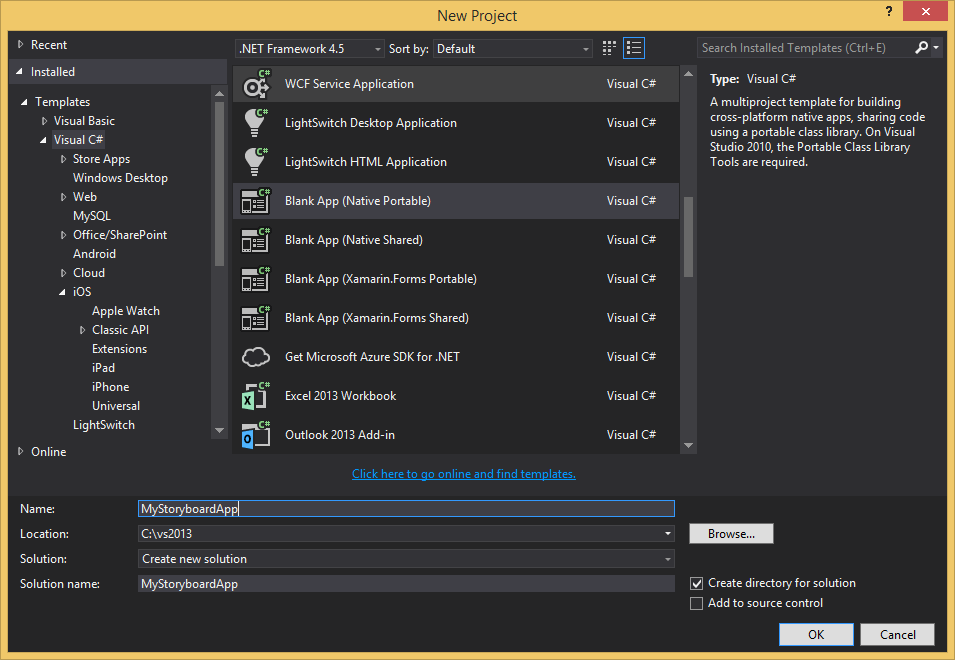 New Project
?
Recent
Installed
Templates
Visual Basic
Visual C#
Store Apps
Windows Desktop
Web
MySQL
Office/SharePoint
Android
Cloud
iOS
Apple Watch
Classic API
Extensions
iPad
iPhone
Universal
LightSwitch
Online
.NET Framework 4.5 Sort by: Default
C# WCF Service Application Visual C#
C# LightSwitch Desktop Application Visual C#
C# LightSwitch HTML Application Visual C#
C# Blank App (Native Portable) Visual C#
C# Blank App (Native Shared) Visual C#
C# Blank App (Xamarin.Forms Portable) Visual C#
C# Blank App (Xamarin.Forms Shared) Visual C#
Get Microsoft Azure SDK for .NET Visual C#
C# Excel 2013 Workbook Visual C#
C# Outlook 2013 Add-in Visual C#
Click here to go online and find templates.
Search Installed Templates (Ctrl+E)
Type: Visual C#
A multiproject template for building
cross-platform native apps, sharing code
using a portable class library. On Visual
Studio 2010, the Portable Class Library
Tools are required.
Name: MyStoryboardApp
Location: C:\vs2013 Browse...
Solution: Create new solution
Solution name: MyStoryboardApp
Create directory for solution
Add to source control
OK Cancel